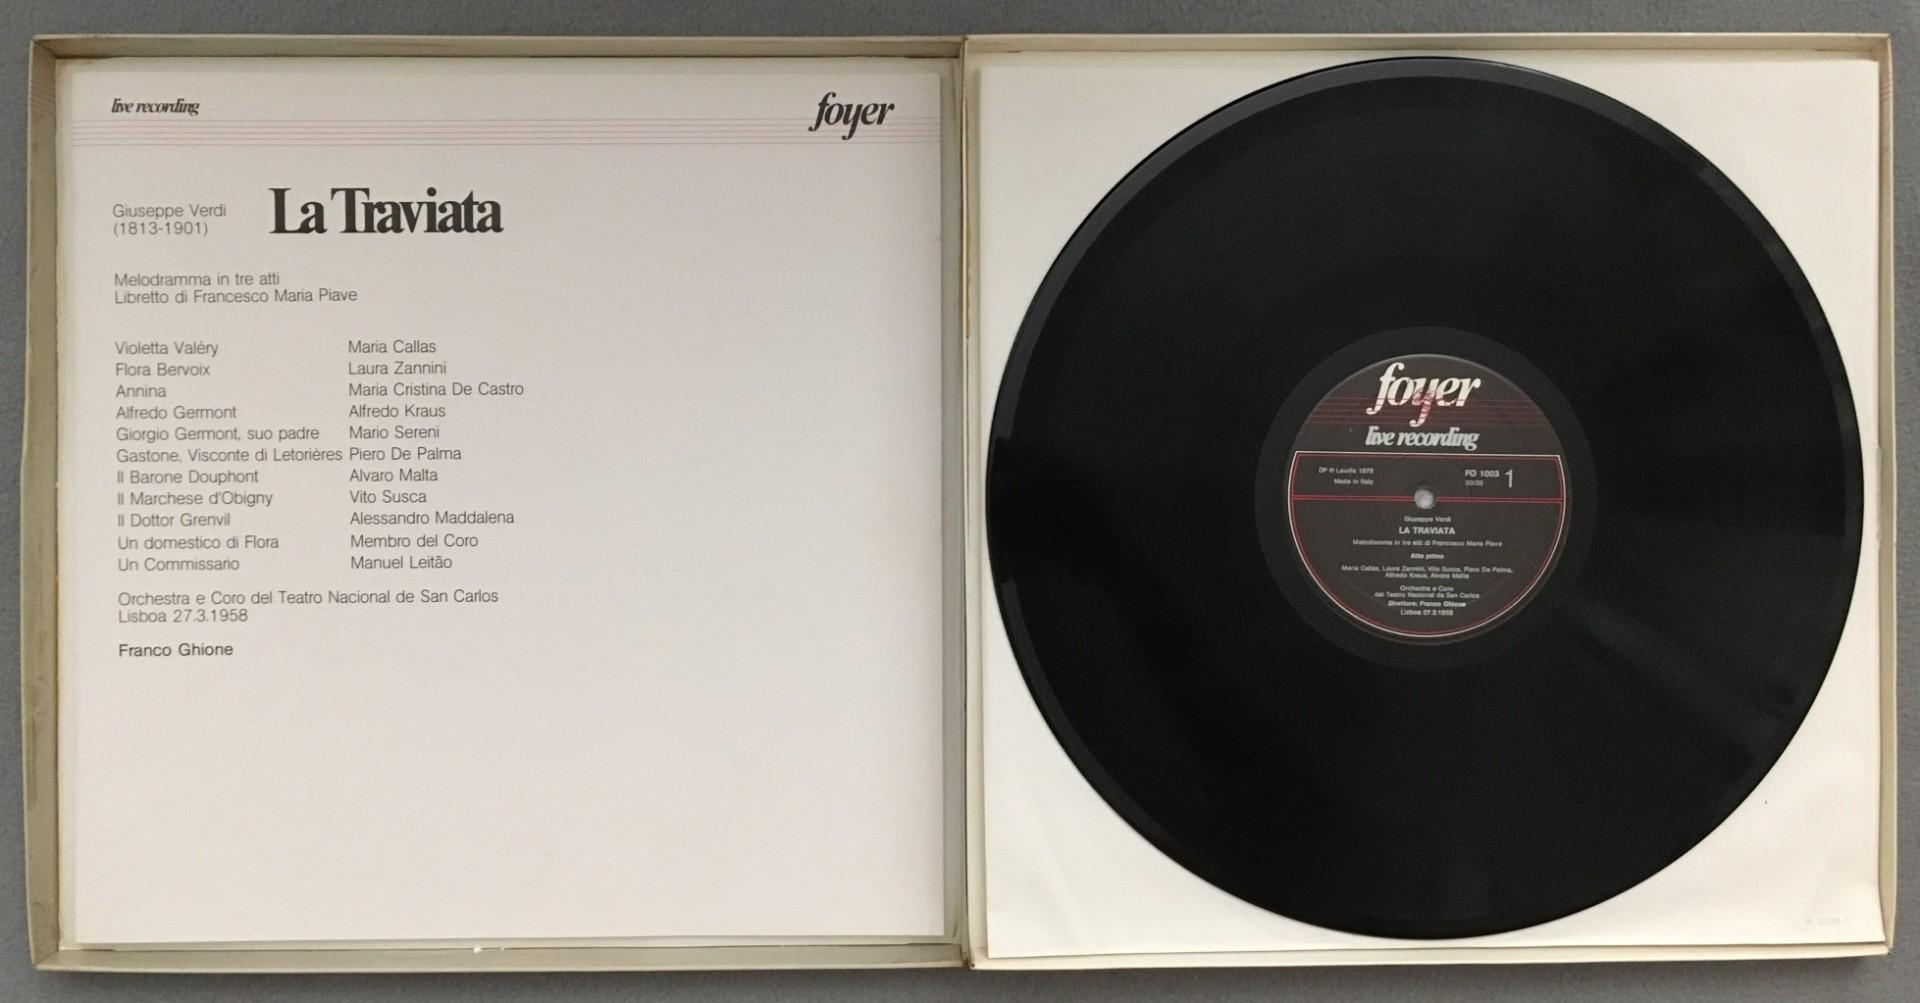 live recording
foyer
Giuseppe Verdi
(1813-1901)
La Traviata
Melodramma in tre atti
Libretto di Francesco Maria Piave
Violetta Valéry Maria Callas
Flora Bervoix Laura Zannini
Annina Maria Cristina De Castro
Alfredo Germont Alfredo Kraus
Giorgio Germont, suo padre Mario Sereni
Gastone, Visconte di Letorières Piero De Palma
Il Barone Douphont Alvaro Malta
Il Marchese d'Obigny Vito Susca
Il Dottor Grenvil Alessandro Maddalena
Un domestico di Flora Membro del Coro
Un Commissario Manuel Leitão
Orchestra e Coro del Teatro Nacional de San Carlos
Lisboa 27.3.1958
Franco Ghione
foyer
live recording
DP ℗ Laudis 1979
Made in Italy
FO 1003
30/33
1
Giuseppe Verdi
LA TRAVIATA
Melodramma in tre atti di Francesco Maria Piave
Atto primo
Maria Callas, Laura Zannini, Vito Susca, Piero De Palma,
Alfredo Kraus, Alvaro Malta
Orchestra e Coro
del Teatro Nacional de San Carlos
Direttore: Franco Ghione
Lisboa 27.3.1958